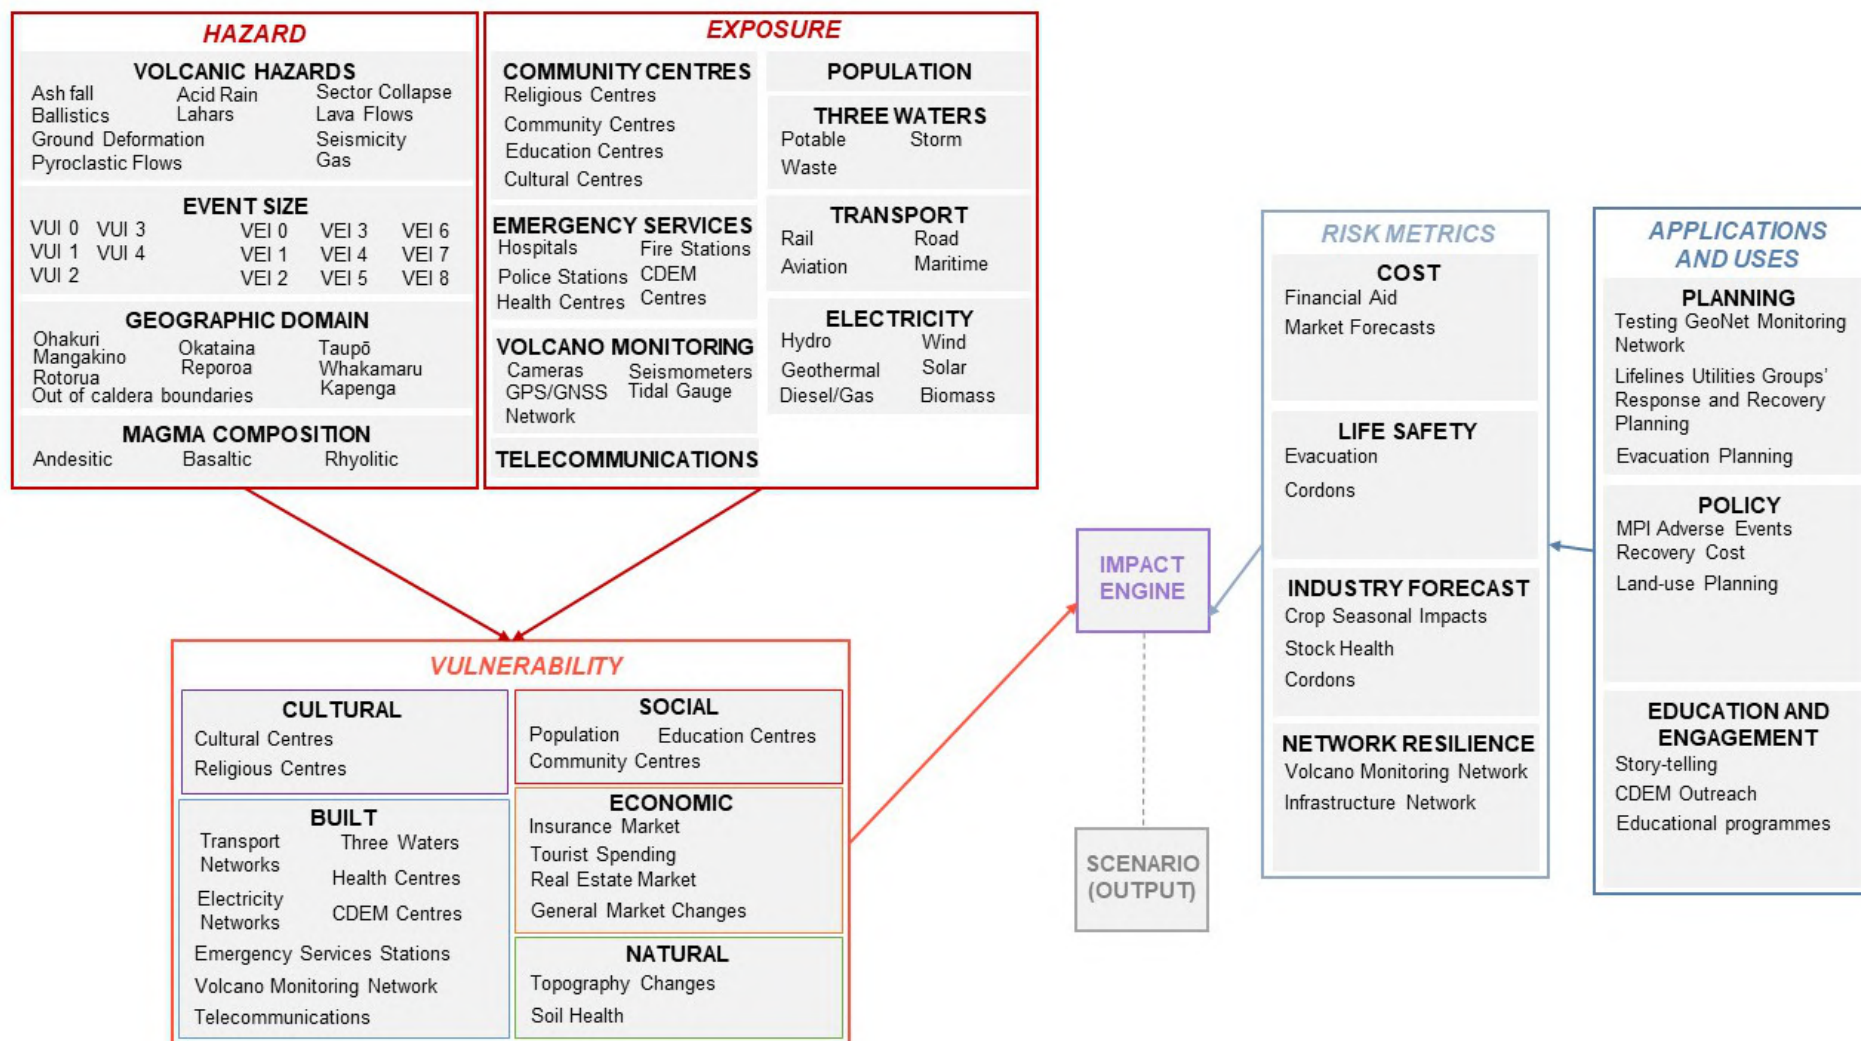 HAZARD
VOLCANIC HAZARDS
Ash fall
Acid Rain
Sector Collapse
Ballistics
Lahars
Lava Flows
Ground Deformation
Seismicity
Pyroclastic Flows
Gas
EVENT SIZE
VUI 0 VUI 3
VUI 1 VUI 4
VUI 2
VEI 0 VEI 3 VEI 6
VEI 1 VEI 4 VEI 7
VEI 2 VEI 5 VEI 8
GEOGRAPHIC DOMAIN
Ohakuri
Mangakino
Rotorua
Out of caldera boundaries
Okataina
Reporoa
Taupō
Whakamaru
Kapenga
MAGMA COMPOSITION
Andesitic Basaltic Rhyolitic
EXPOSURE
COMMUNITY CENTRES
Religious Centres
Community Centres
Education Centres
Cultural Centres
EMERGENCY SERVICES
Hospitals
Police Stations
Health Centres
Fire Stations
CDEM
Centres
VOLCANO MONITORING
Cameras
GPS/GNSS
Network
Seismometers
Tidal Gauge
TELECOMMUNICATIONS
POPULATION
THREE WATERS
Potable Storm
Waste
TRANSPORT
Rail Road
Aviation Maritime
ELECTRICITY
Hydro Wind
Geothermal Solar
Diesel/Gas Biomass
VULNERABILITY
CULTURAL
Cultural Centres
Religious Centres
SOCIAL
Population Education Centres
Community Centres
BUILT
Transport
Networks
Three Waters
Health Centres
Electricity
Networks
CDEM Centres
Emergency Services Stations
Volcano Monitoring Network
Telecommunications
ECONOMIC
Insurance Market
Tourist Spending
Real Estate Market
General Market Changes
NATURAL
Topography Changes
Soil Health
IMPACT
ENGINE
SCENARIO
(OUTPUT)
RISK METRICS
COST
Financial Aid
Market Forecasts
LIFE SAFETY
Evacuation
Cordons
INDUSTRY FORECAST
Crop Seasonal Impacts
Stock Health
Cordons
NETWORK RESILIENCE
Volcano Monitoring Network
Infrastructure Network
APPLICATIONS
AND USES
PLANNING
Testing GeoNet Monitoring
Network
Lifelines Utilities Groups'
Response and Recovery
Planning
Evacuation Planning
POLICY
MPI Adverse Events
Recovery Cost
Land-use Planning
EDUCATION AND
ENGAGEMENT
Story-telling
CDEM Outreach
Educational programmes